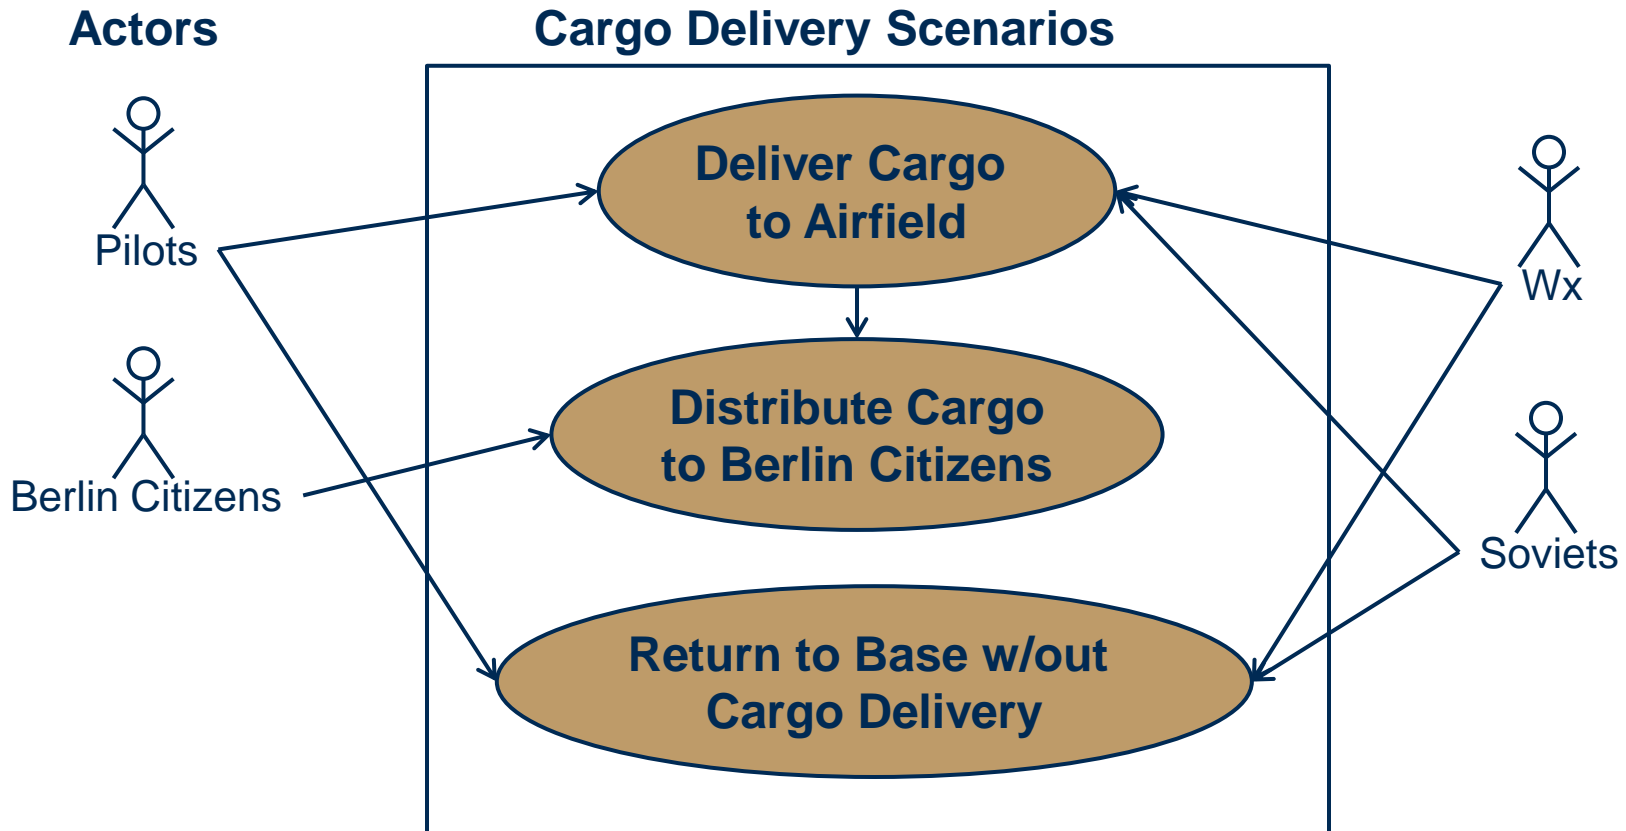 Actors
Cargo Delivery Scenarios
Pilots
Berlin Citizens
Deliver Cargo
to Airfield
Distribute Cargo
to Berlin Citizens
Return to Base w/out
Cargo Delivery
Wx
Soviets